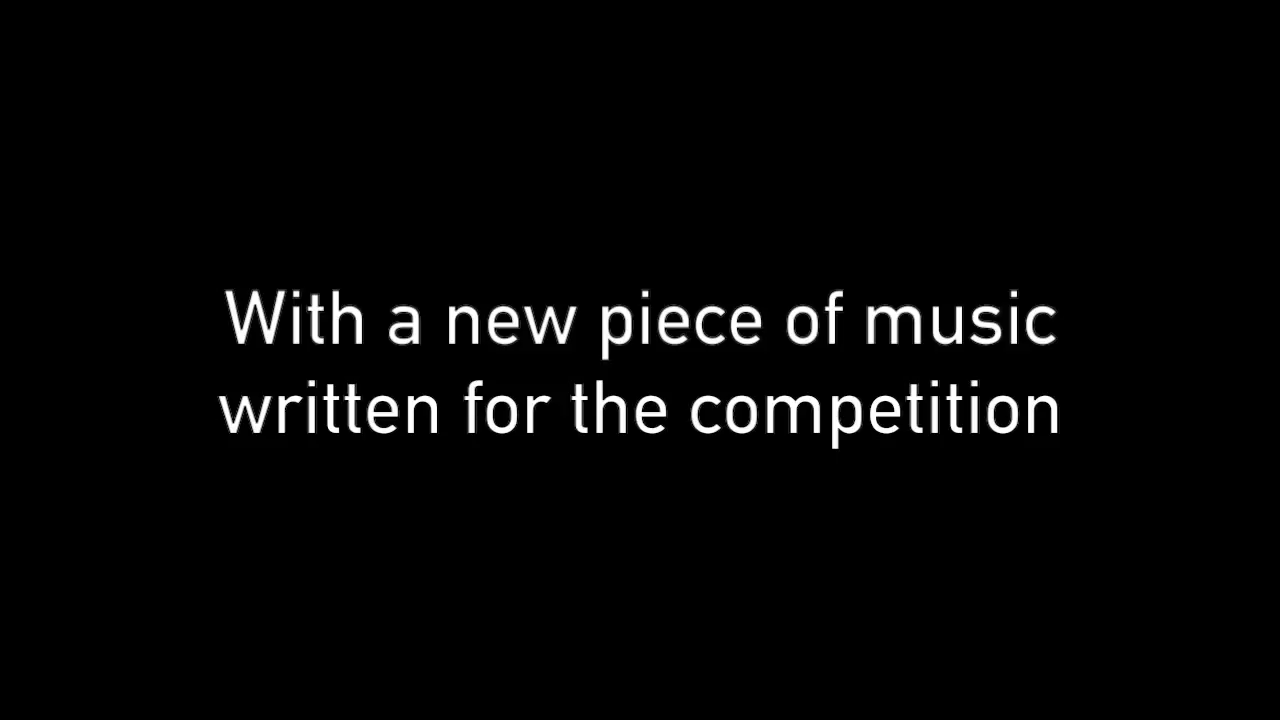 With a new piece of music
written for the competition